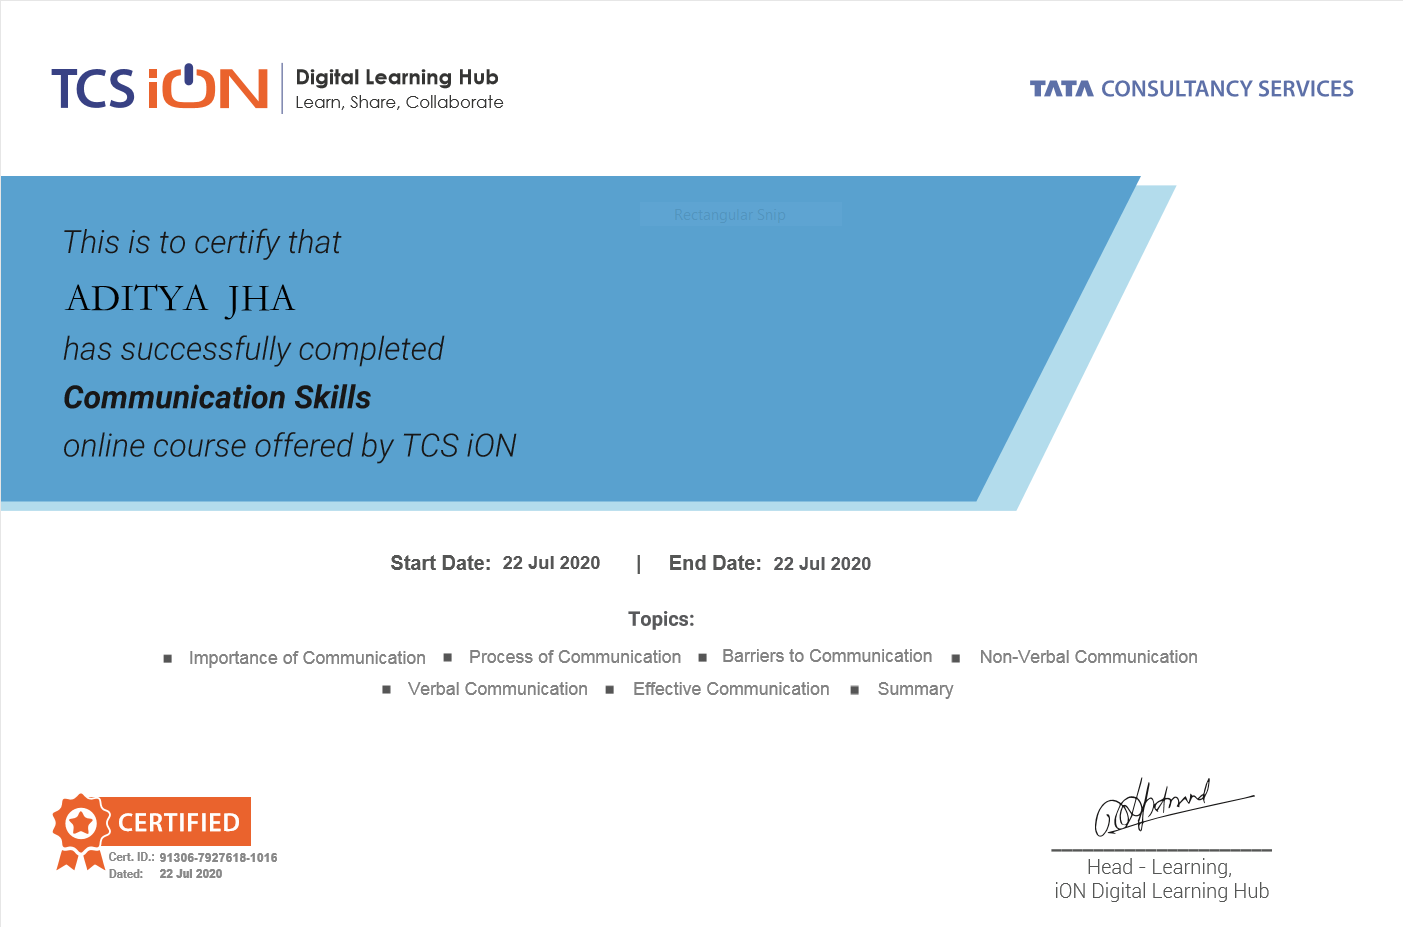 TCS iON Digital Learning Hub
Learn, Share, Collaborate
TATA CONSULTANCY SERVICES
Rectangular Snip
This is to certify that
ADITYA JHA
has successfully completed
Communication Skills
online course offered by TCS iON
Start Date: 22 Jul 2020 | End Date: 22 Jul 2020
Topics:
▪ Importance of Communication ▪ Process of Communication ▪ Barriers to Communication ▪ Non-Verbal Communication
▪ Verbal Communication ▪ Effective Communication ▪ Summary
CERTIFIED
Cert. ID.: 91306-7927618-1016
Dated: 22 Jul 2020
Head - Learning,
iON Digital Learning Hub